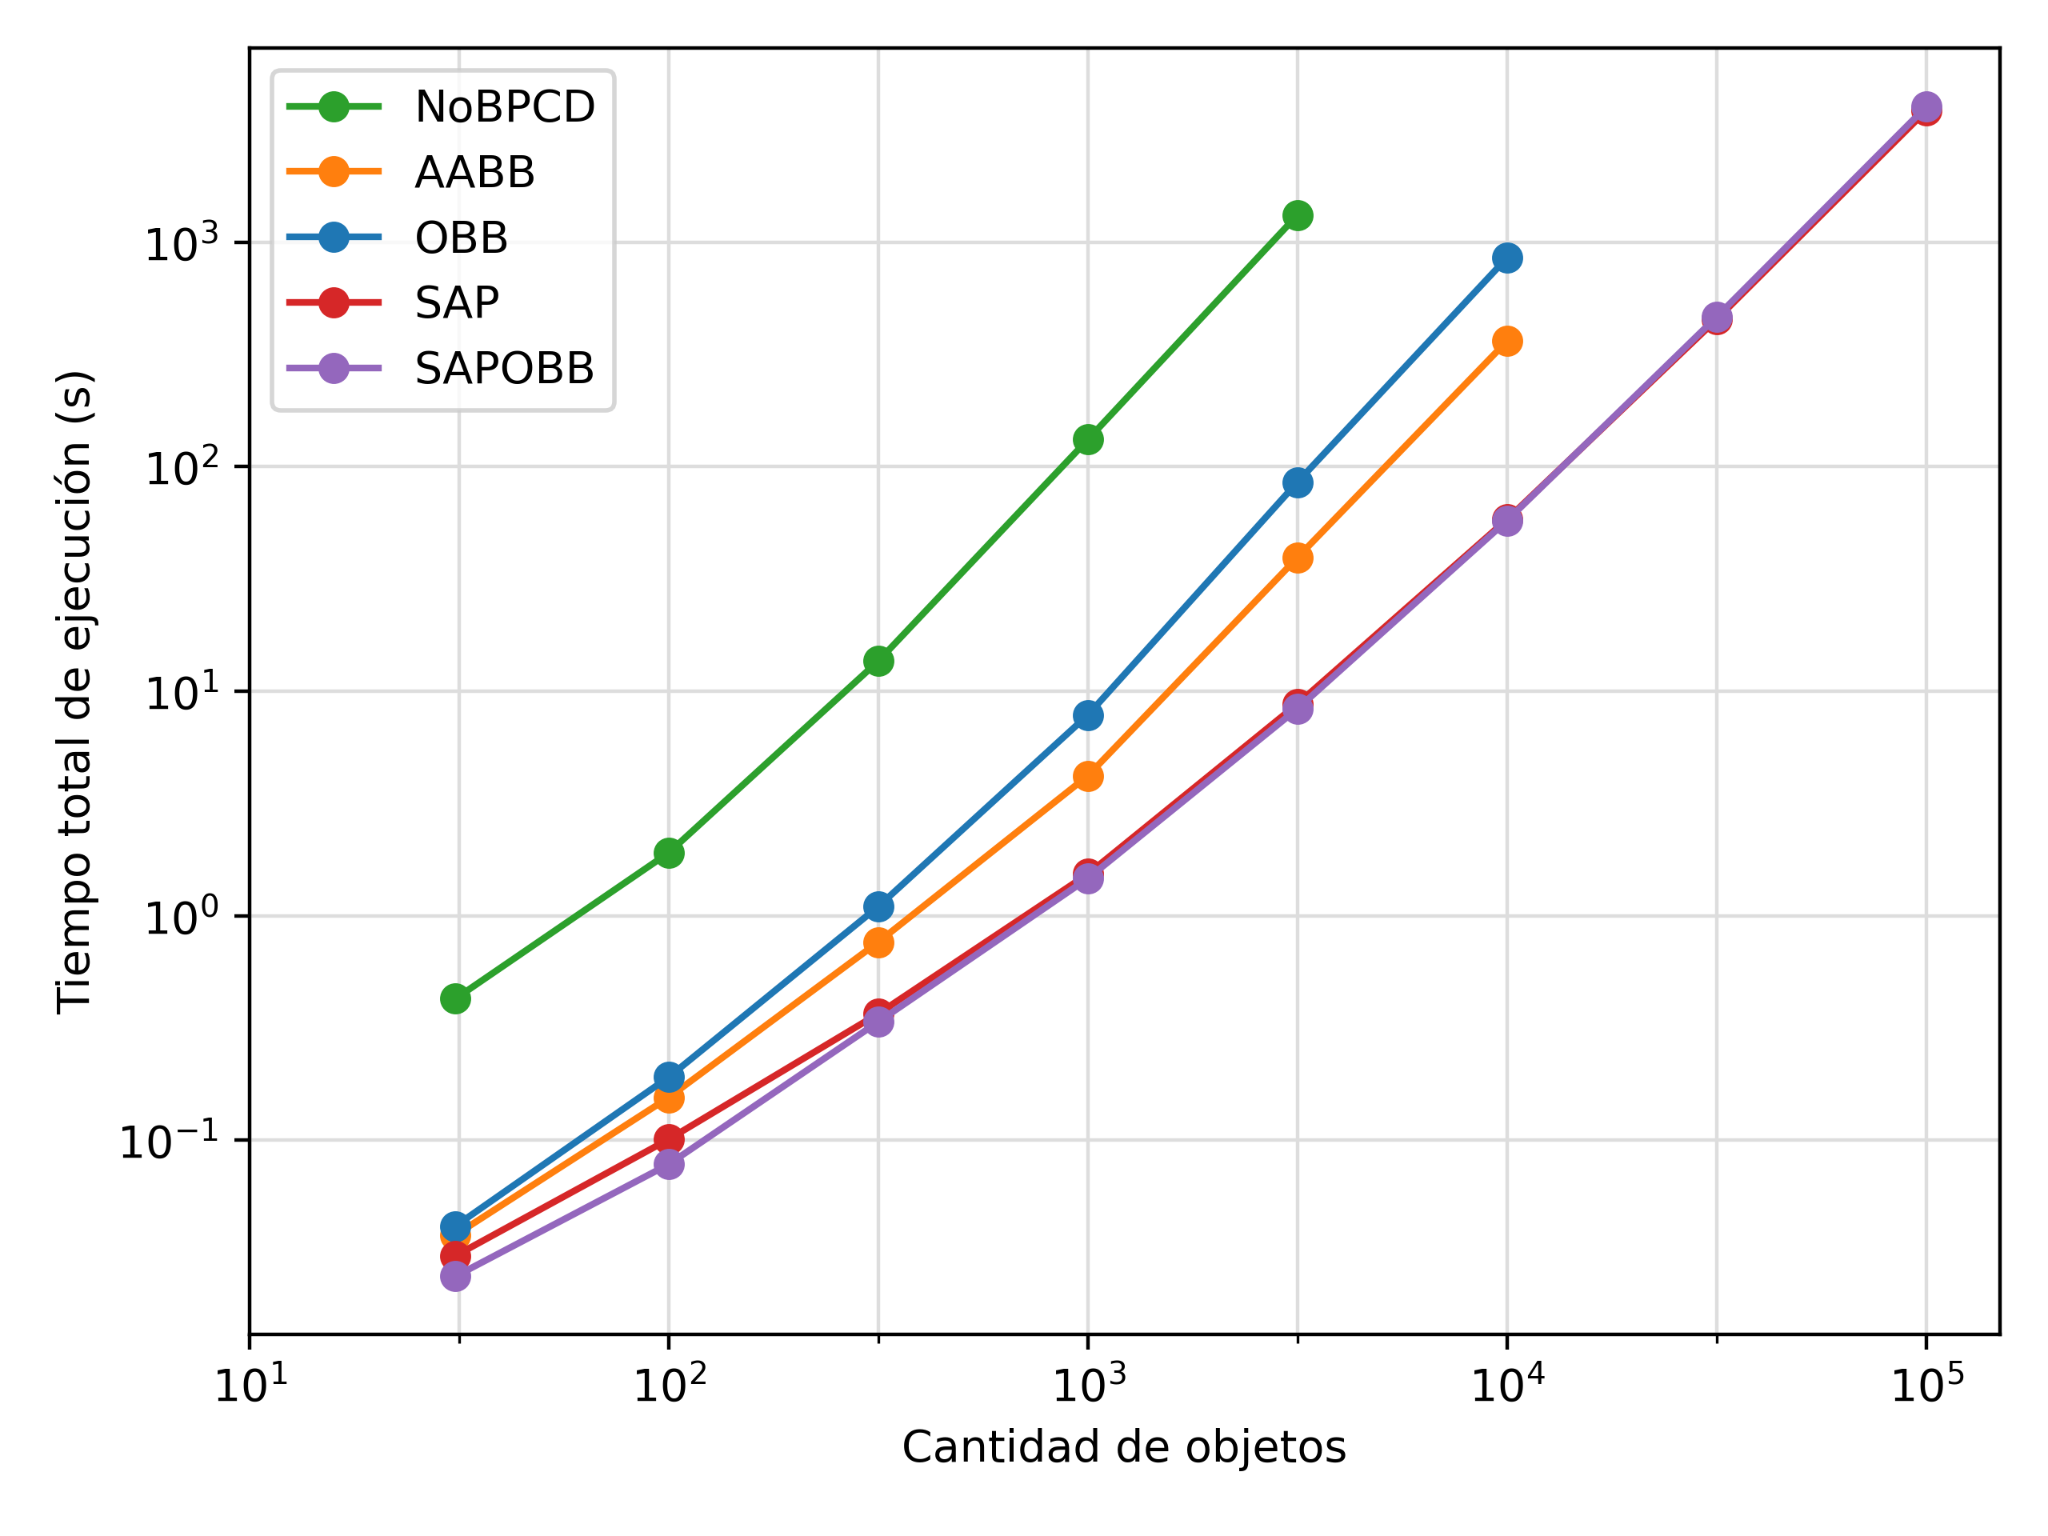 NoBPCD
AABB
OBB
SAP
SAPOBB
Tiempo total de ejecución (s)
10³
10²
10¹
10⁰
10⁻¹
10¹ 10² 10³ 10⁴ 10⁵
Cantidad de objetos